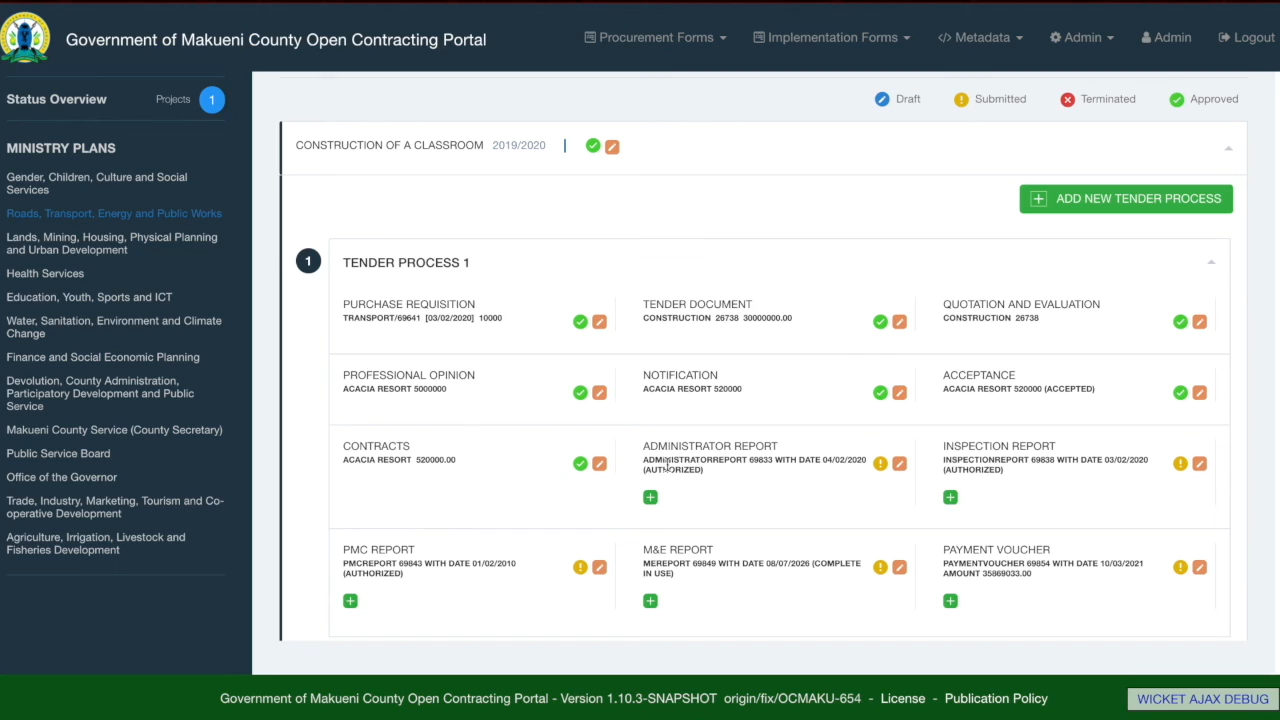 Government of Makueni County Open Contracting Portal
Procurement Forms
Implementation Forms
</> Metadata
Admin
Admin
Logout
Status Overview
Projects
1
MINISTRY PLANS
Gender, Children, Culture and Social
Services
Roads, Transport, Energy and Public Works
Lands, Mining, Housing, Physical Planning
and Urban Development
Health Services
Education, Youth, Sports and ICT
Water, Sanitation, Environment and Climate
Change
Finance and Social Economic Planning
Devolution, County Administration,
Participatory Development and Public
Service
Makueni County Service (County Secretary)
Public Service Board
Office of the Governor
Trade, Industry, Marketing, Tourism and Co-
operative Development
Agriculture, Irrigation, Livestock and
Fisheries Development
Draft
Submitted
Terminated
Approved
CONSTRUCTION OF A CLASSROOM 2019/2020
ADD NEW TENDER PROCESS
1
TENDER PROCESS 1
PURCHASE REQUISITION
TRANSPORT/69641 [03/02/2020] 10000
TENDER DOCUMENT
CONSTRUCTION 26738 30000000.00
QUOTATION AND EVALUATION
CONSTRUCTION 26738
PROFESSIONAL OPINION
ACACIA RESORT 5000000
NOTIFICATION
ACACIA RESORT 520000
ACCEPTANCE
ACACIA RESORT 520000 (ACCEPTED)
CONTRACTS
ACACIA RESORT 520000.00
ADMINISTRATOR REPORT
ADMINISTRATORREPORT 69833 WITH DATE 04/02/2020
(AUTHORIZED)
INSPECTION REPORT
INSPECTIONREPORT 69838 WITH DATE 03/02/2020
(AUTHORIZED)
PMC REPORT
PMCREPORT 69843 WITH DATE 01/02/2010
(AUTHORIZED)
M&E REPORT
MEREPORT 69849 WITH DATE 08/07/2026 (COMPLETE
IN USE)
PAYMENT VOUCHER
PAYMENTVOUCHER 69854 WITH DATE 10/03/2021
AMOUNT 35869033.00
Government of Makueni County Open Contracting Portal - Version 1.10.3-SNAPSHOT origin/fix/OCMAKU-654 - License - Publication Policy
WICKET AJAX DEBUG